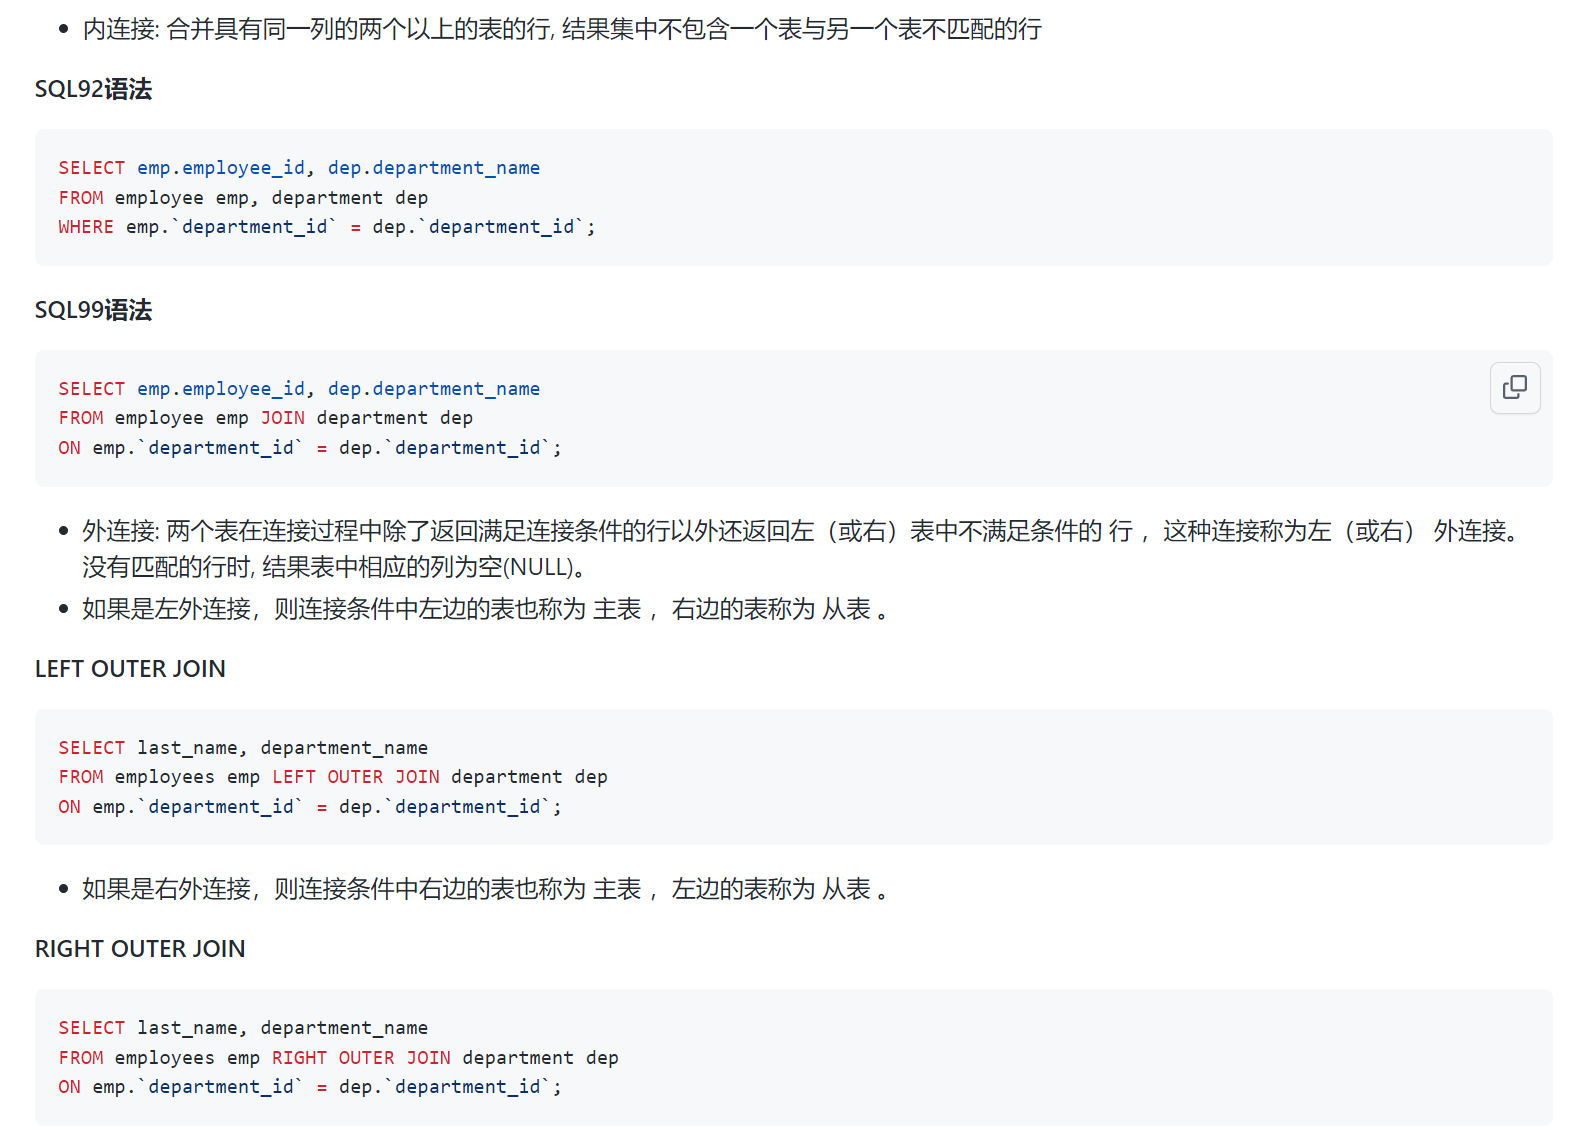 内连接: 合并具有同一列的两个以上的表的行, 结果集中不包含一个表与另一个表不匹配的行
SQL92语法
SELECT emp.employee_id, dep.department_name
FROM employee emp, department dep
WHERE emp.`department_id` = dep.`department_id`;
SQL99语法
SELECT emp.employee_id, dep.department_name
FROM employee emp JOIN department dep
ON emp.`department_id` = dep.`department_id`;
外连接: 两个表在连接过程中除了返回满足连接条件的行以外还返回左（或右）表中不满足条件的 行 ，这种连接称为左（或右） 外连接。
没有匹配的行时, 结果表中相应的列为空(NULL)。
如果是左外连接，则连接条件中左边的表也称为 主表 ，右边的表称为 从表 。
LEFT OUTER JOIN
SELECT last_name, department_name
FROM employees emp LEFT OUTER JOIN department dep
ON emp.`department_id` = dep.`department_id`;
如果是右外连接，则连接条件中右边的表也称为 主表 ，左边的表称为 从表 。
RIGHT OUTER JOIN
SELECT last_name, department_name
FROM employees emp RIGHT OUTER JOIN department dep
ON emp.`department_id` = dep.`department_id`;